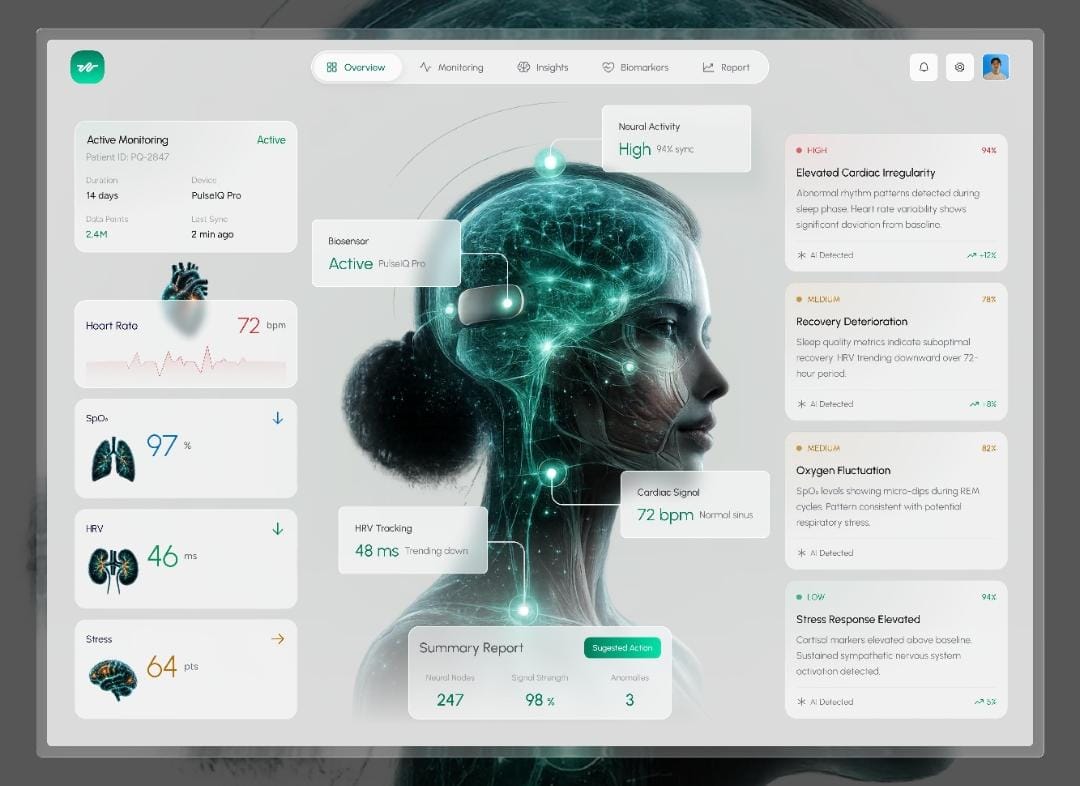 Overview
Monitoring
Insights
Biomarkers
Report
Active Monitoring
Active
Patient ID: PQ-2847
Duration
Device
14 days
PulseIQ Pro
Data Points
Last Sync
2.4M
2 min ago
Heart Rate
72 bpm
SpO₂
97 %
HRV
46 ms
Stress
64 pts
Neural Activity
High 94% sync
Biosensor
Active PulseIQ Pro
Cardiac Signal
72 bpm Normal sinus
HRV Tracking
48 ms Trending down
Summary Report
Sugested Action
Neural Nodes
Signal Strength
Anomalies
247
98 %
3
HIGH
94%
Elevated Cardiac Irregularity
Abnormal rhythm patterns detected during
sleep phase. Heart rate variability shows
significant deviation from baseline.
AI Detected
+12%
MEDIUM
78%
Recovery Deterioration
Sleep quality metrics indicate suboptimal
recovery. HRV trending downward over 72-
hour period.
AI Detected
+8%
MEDIUM
82%
Oxygen Fluctuation
SpO₂ levels showing micro-dips during REM
cycles. Pattern consistent with potential
respiratory stress.
AI Detected
LOW
94%
Stress Response Elevated
Cortisol markers elevated above baseline.
Sustained sympathetic nervous system
activation detected.
AI Detected
5%